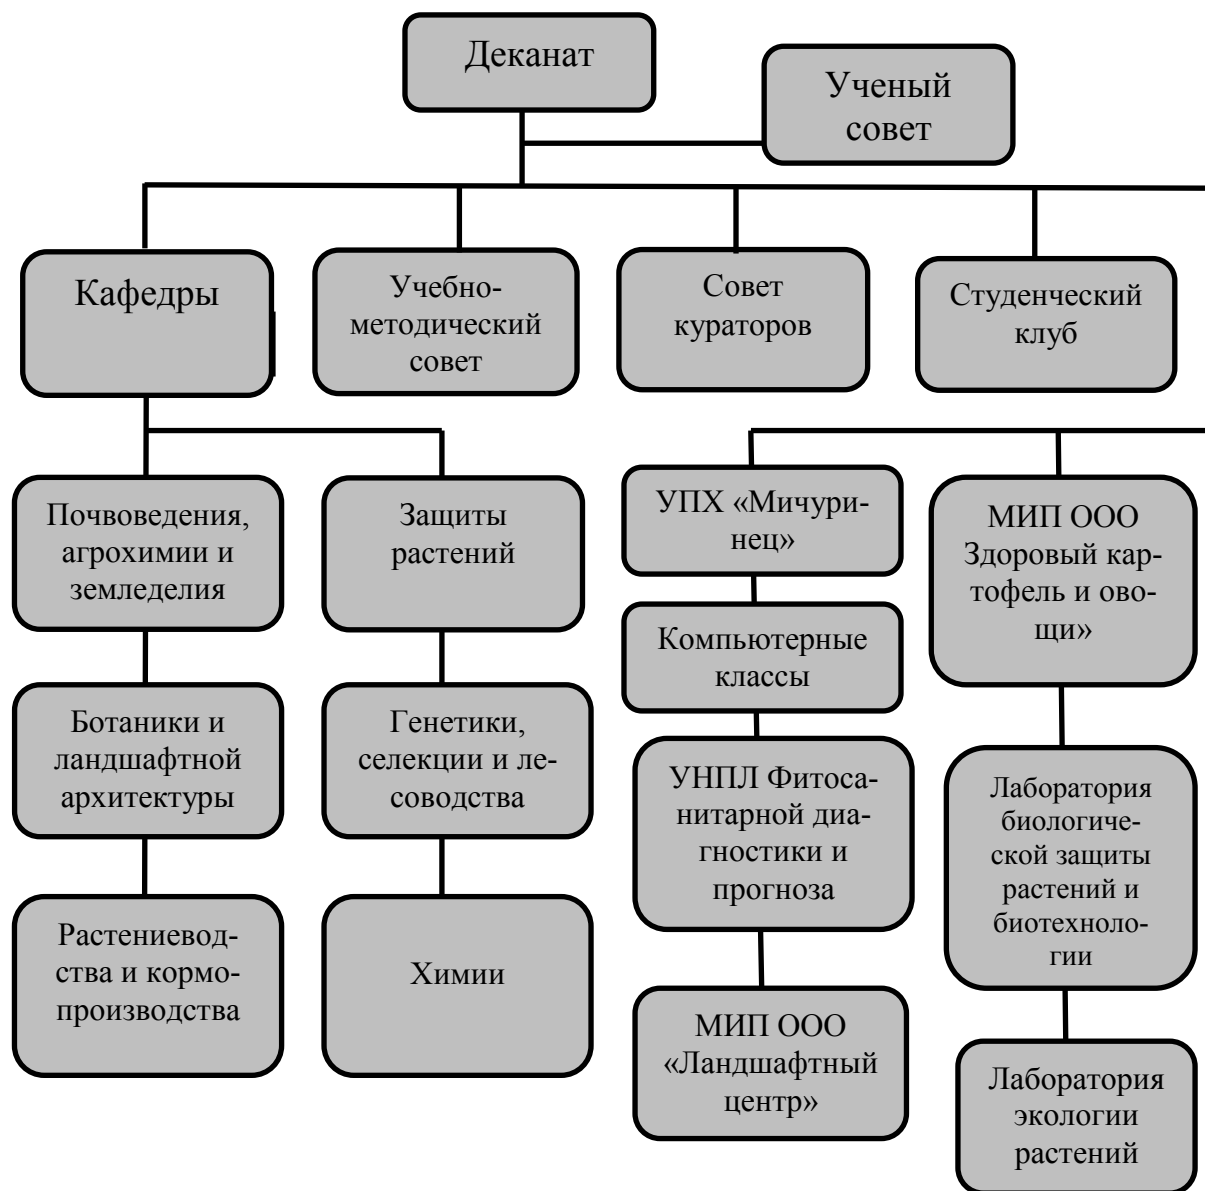 Деканат
Ученый
совет
Кафедры
Учебно-
методический
совет
Совет
кураторов
Студенческий
клуб
Почвоведения,
агрохимии и
земледелия
Защиты
растений
УПХ «Мичури-
нец»
МИП ООО
Здоровый кар-
тофель и ово-
щи»
Компьютерные
классы
Ботаники и
ландшафтной
архитектуры
Генетики,
селекции и ле-
соводства
УНПЛ Фитоса-
нитарной диа-
гностики и
прогноза
Лаборатория
биологиче-
ской защиты
растений и
биотехноло-
гии
Растениевод-
ства и кормо-
производства
Химии
МИП ООО
«Ландшафтный
центр»
Лаборатория
экологии
растений